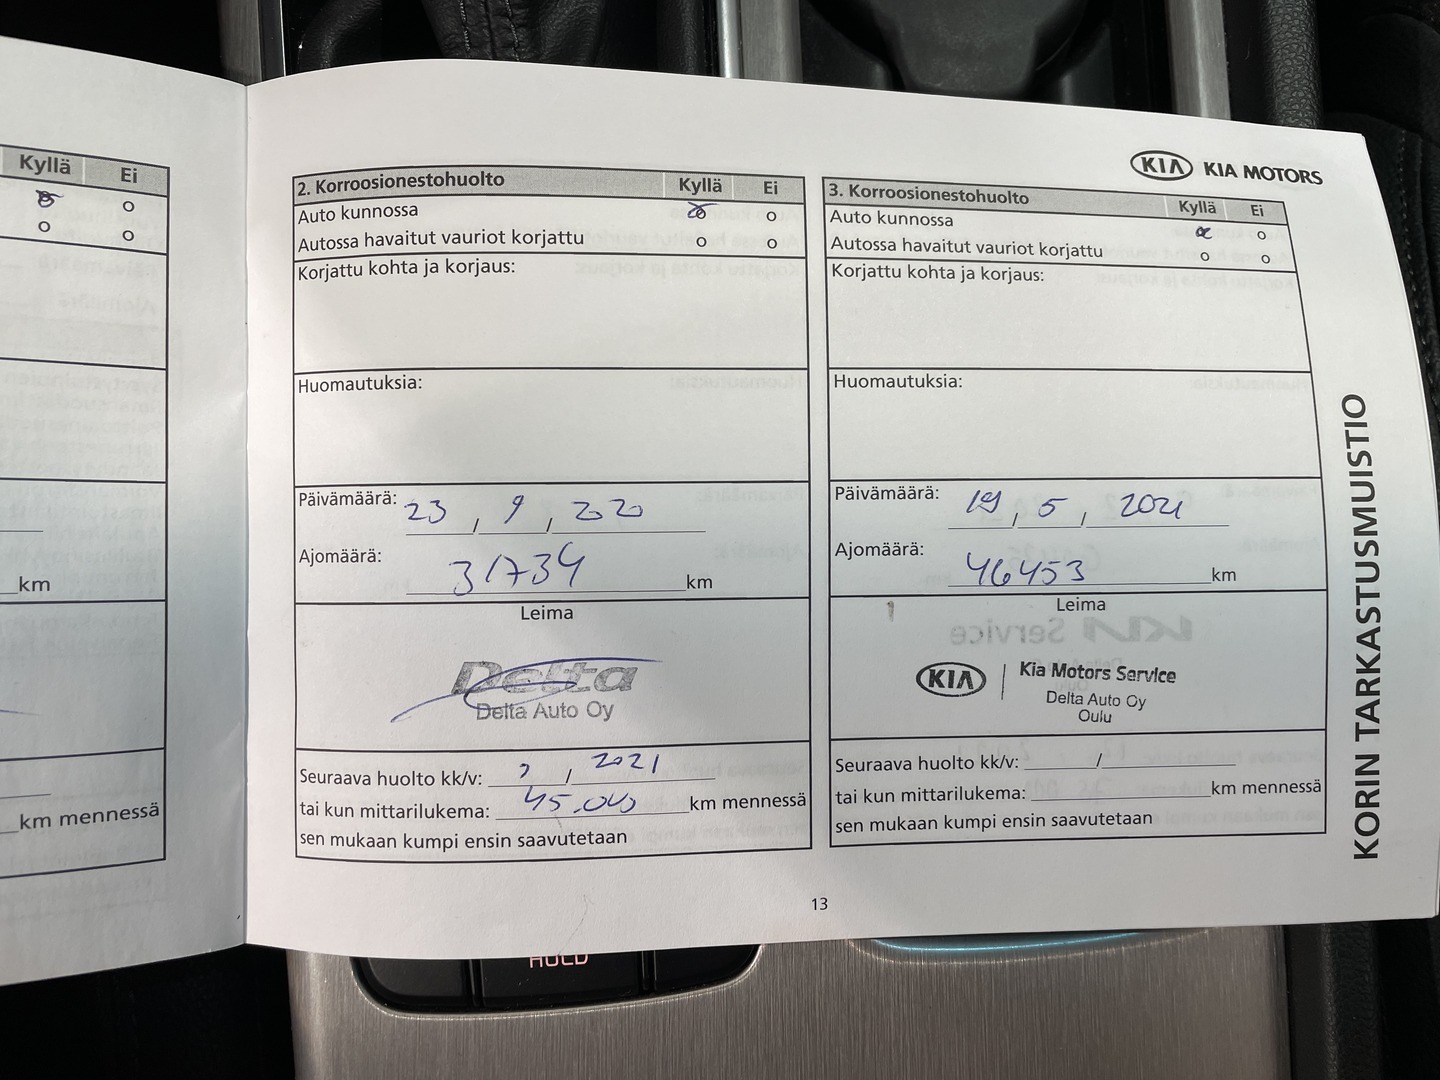 Kyllä Ei
km
km mennessä
KIA KIA MOTORS
2. Korroosionestohuolto Kyllä Ei
Auto kunnossa
Autossa havaitut vauriot korjattu
Korjattu kohta ja korjaus:
Huomautuksia:
Päivämäärä: 23, 9, 2020
Ajomäärä: 31734 km
Leima
Delta
Delta Auto Oy
Seuraava huolto kk/v: / 2021
tai kun mittarilukema: 45.000 km mennessä
sen mukaan kumpi ensin saavutetaan
3. Korroosionestohuolto Kyllä Ei
Auto kunnossa
Autossa havaitut vauriot korjattu
Korjattu kohta ja korjaus:
Huomautuksia:
Päivämäärä: 19, 5, 2021
Ajomäärä: 46453 km
Leima
KIA Kia Motors Service
Delta Auto Oy
Oulu
Seuraava huolto kk/v: /
tai kun mittarilukema: km mennessä
sen mukaan kumpi ensin saavutetaan
KORIN TARKASTUSMUISTIO
13
HOLD